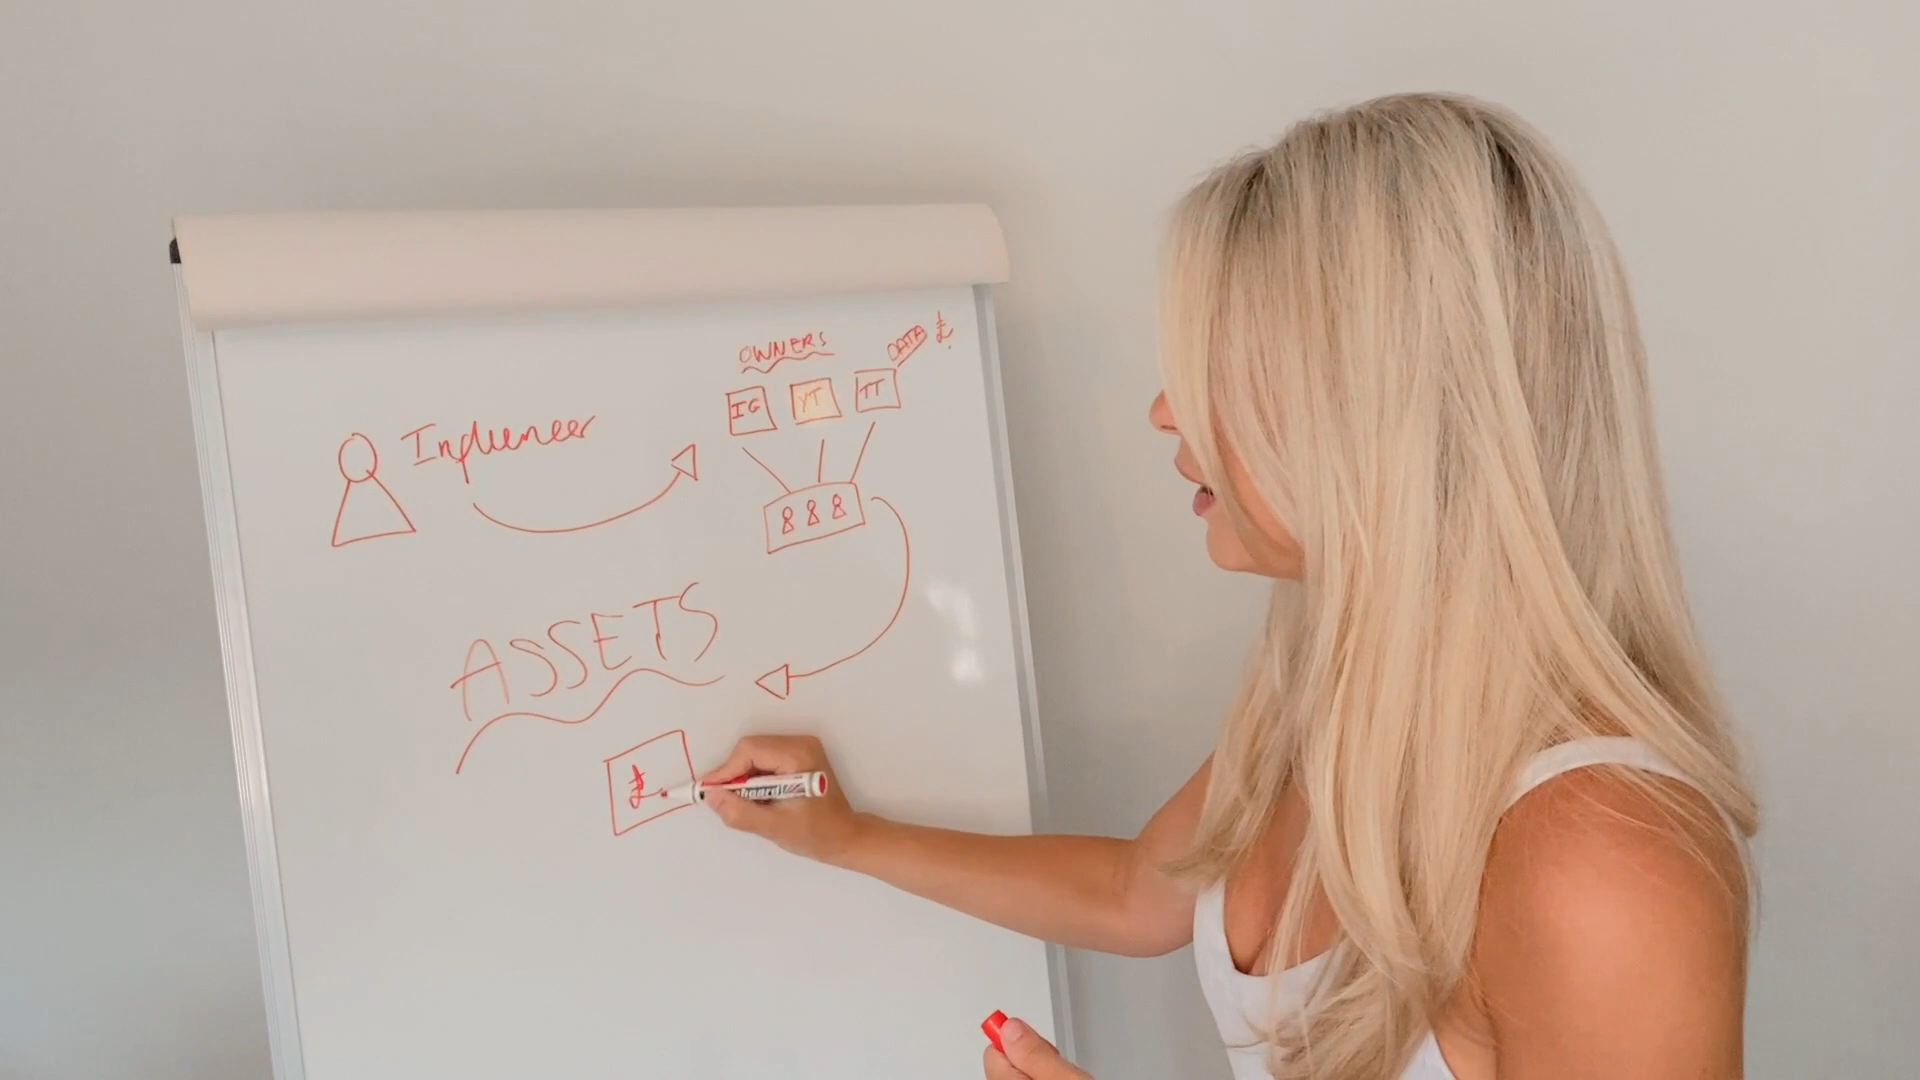 OWNERS
DATA £
IG YT TT
Influencer
ASSETS
£